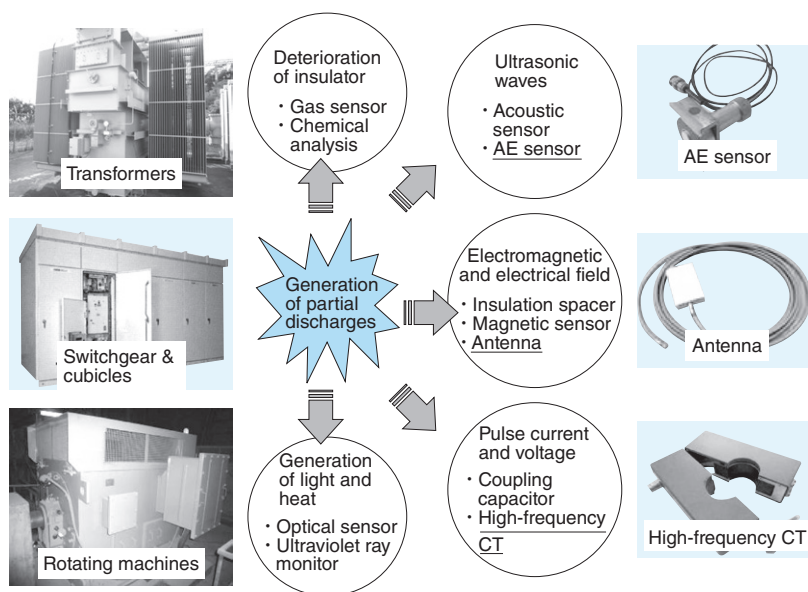 Transformers
Switchgear &
cubicles
Rotating machines
Deterioration
of insulator
・Gas sensor
・Chemical
analysis
Generation
of partial
discharges
Generation
of light and
heat
・Optical sensor
・Ultraviolet ray
monitor
Ultrasonic
waves
・Acoustic
sensor
・AE sensor
Electromagnetic
and electrical field
・Insulation spacer
・Magnetic sensor
・Antenna
Pulse current
and voltage
・Coupling
capacitor
・High-frequency
CT
AE sensor
Antenna
High-frequency CT